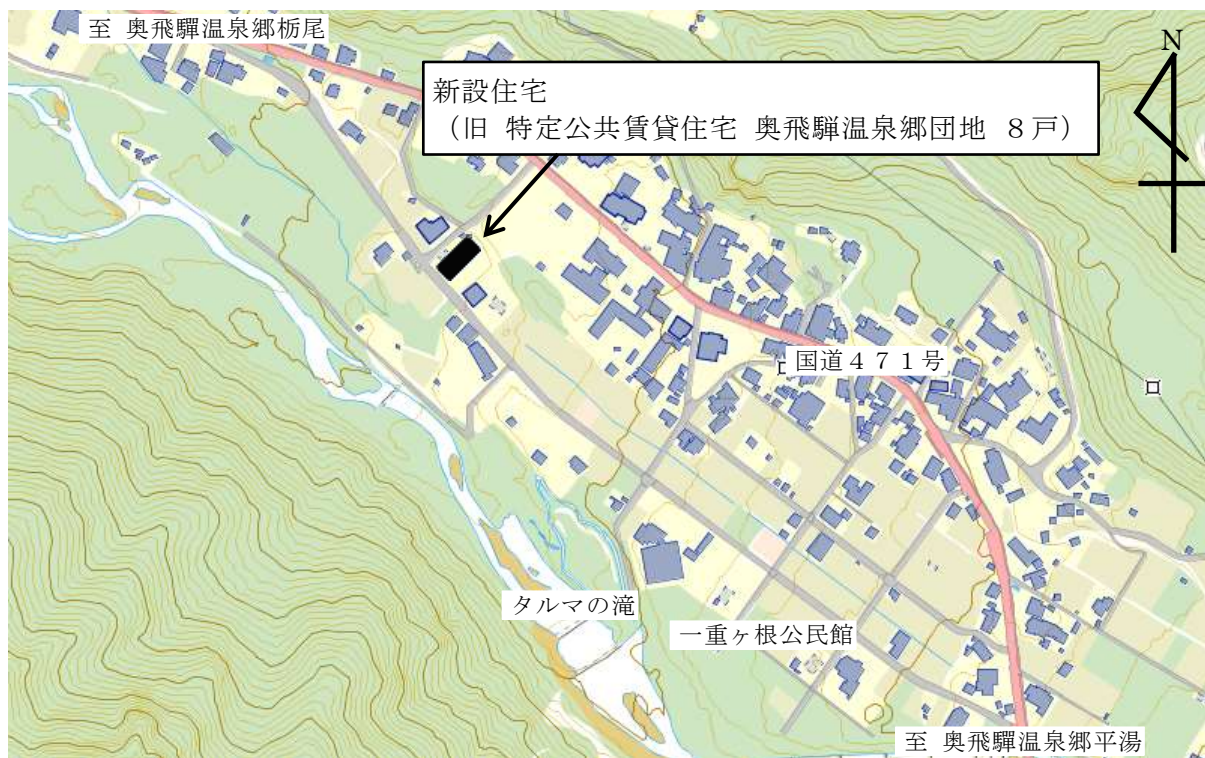 至 奥飛驒温泉郷栃尾
N
新設住宅
（旧 特定公共賃貸住宅 奥飛騨温泉郷団地 ８戸）
国道４７１号
タルマの滝
一重ヶ根公民館
至 奥飛驒温泉郷平湯